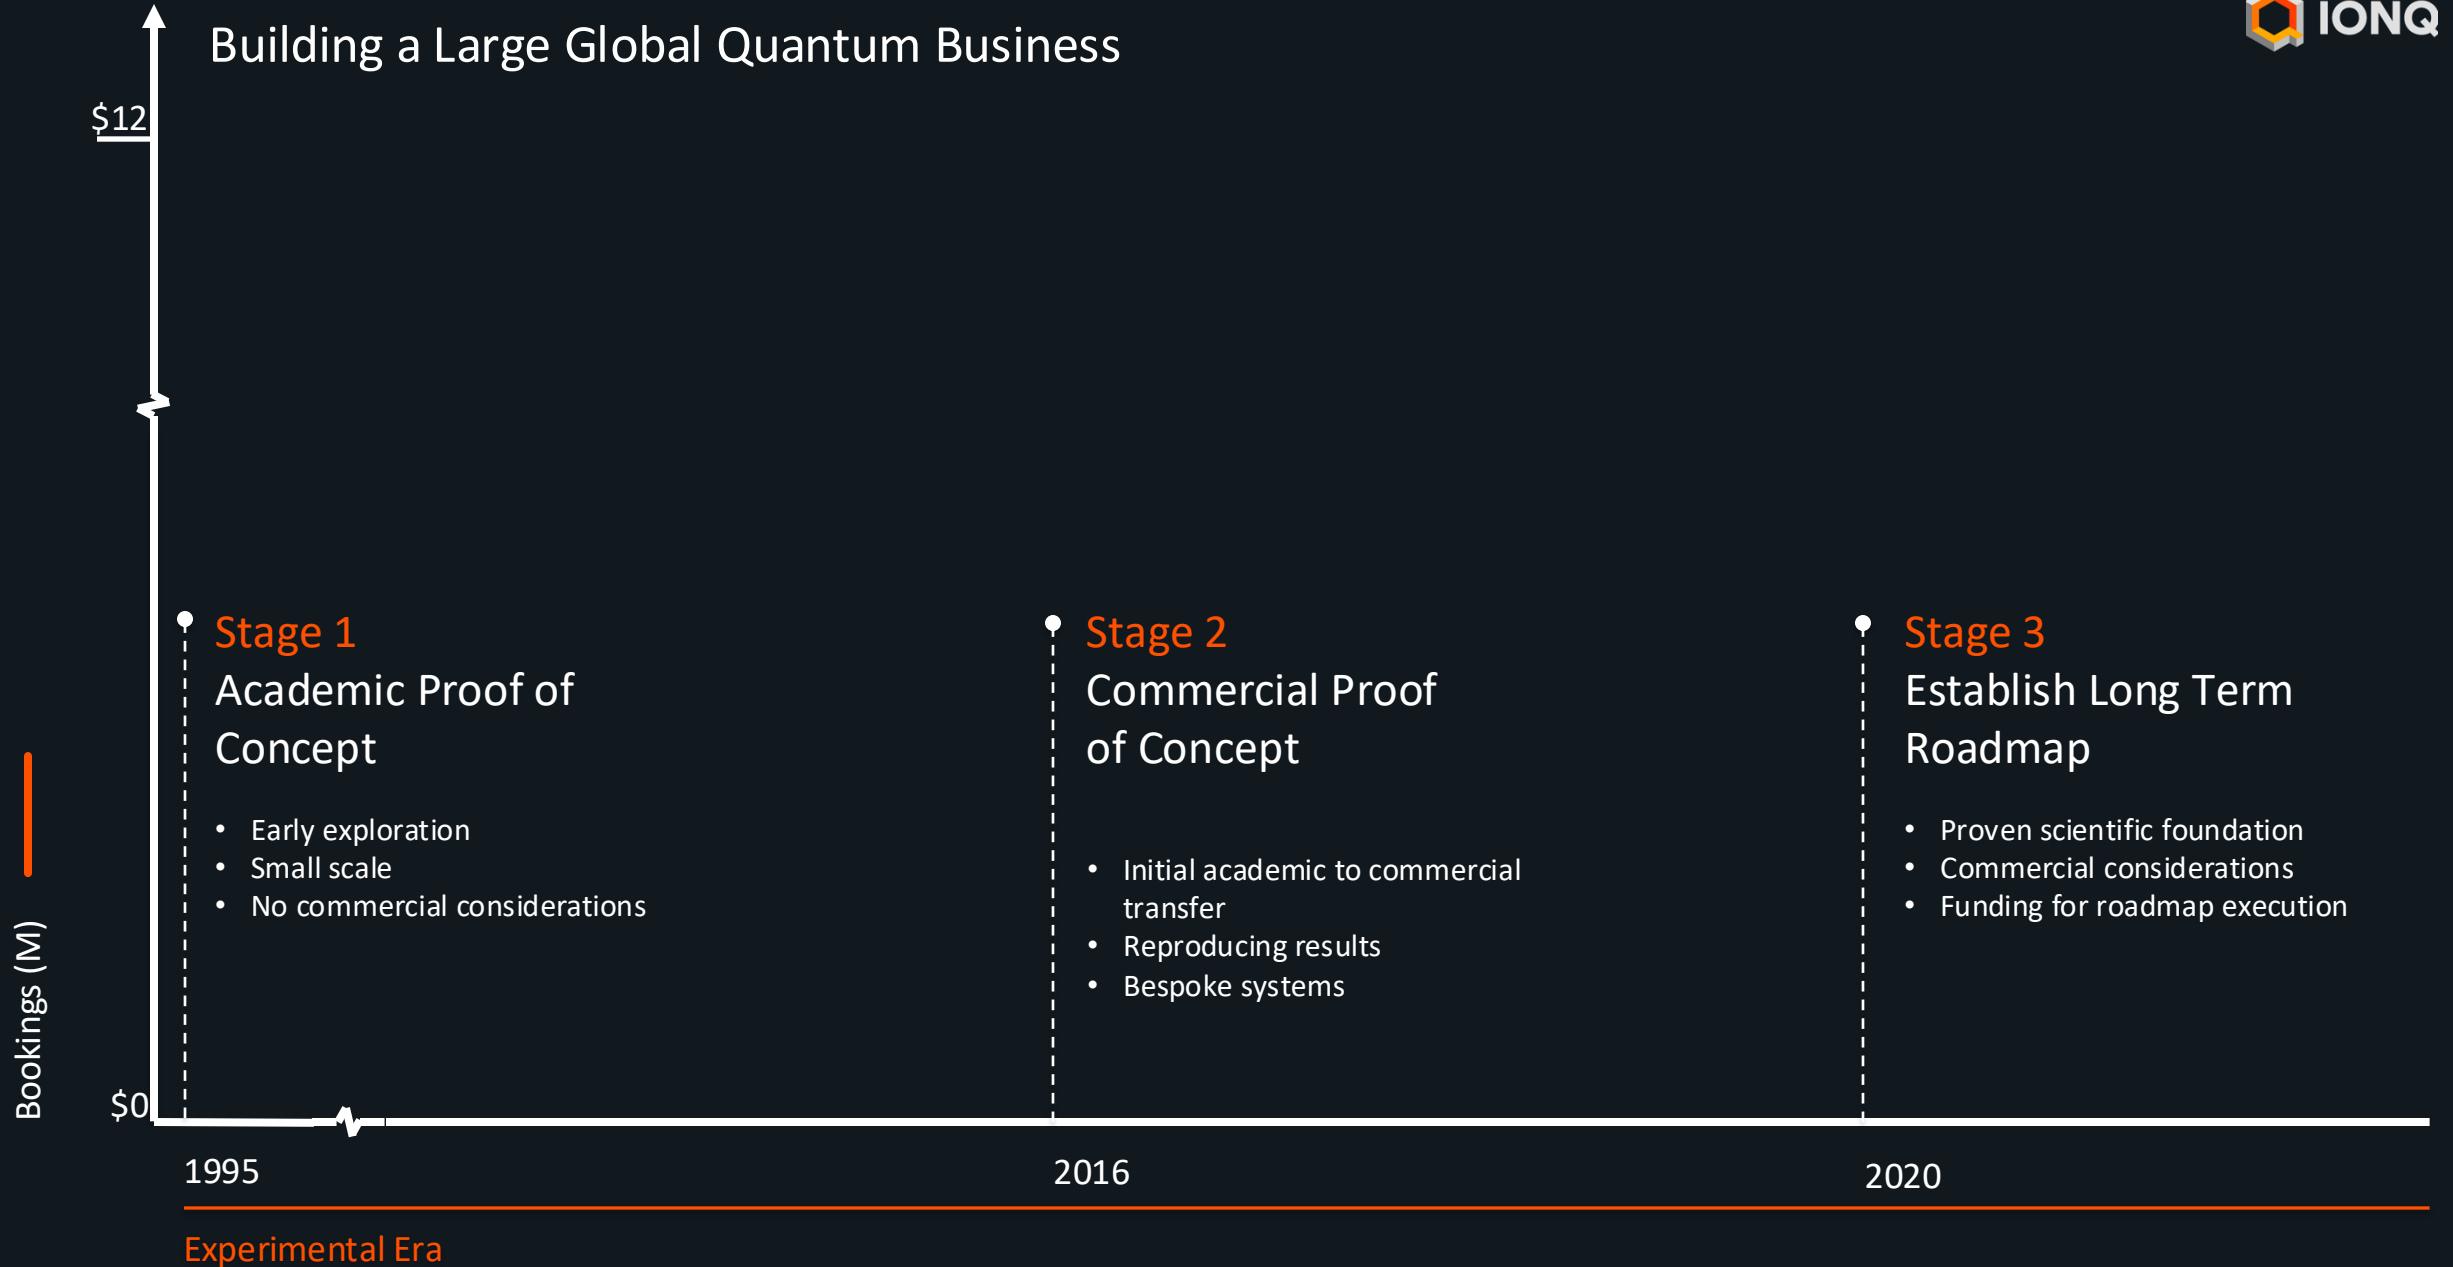 Building a Large Global Quantum Business
IONQ
$12
Stage 1
Academic Proof of
Concept
• Early exploration
• Small scale
• No commercial considerations
Stage 2
Commercial Proof
of Concept
• Initial academic to commercial
transfer
• Reproducing results
• Bespoke systems
Stage 3
Establish Long Term
Roadmap
• Proven scientific foundation
• Commercial considerations
• Funding for roadmap execution
Bookings (M)
$0
1995
2016
2020
Experimental Era